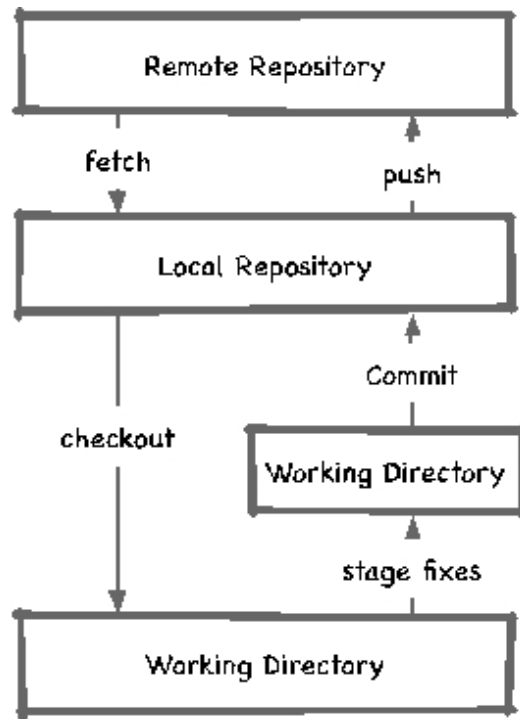 Remote Repository
fetch
push
Local Repository
Commit
checkout
Working Directory
stage fixes
Working Directory